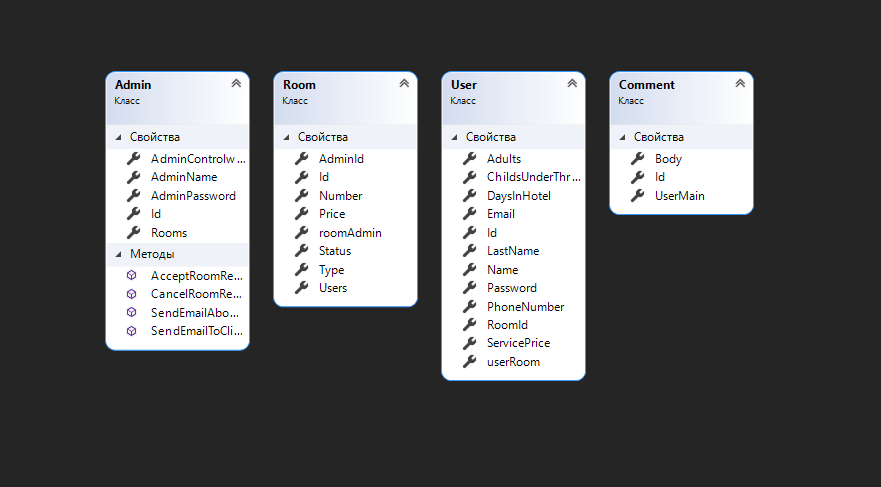 Admin
Класс
Свойства
AdminControlw...
AdminName
AdminPassword
Id
Rooms
Методы
AcceptRoomRe...
CancelRoomRe...
SendEmailAbo...
SendEmailToCli...
Room
Класс
Свойства
AdminId
Id
Number
Price
roomAdmin
Status
Type
Users
User
Класс
Свойства
Adults
ChildsUnderThr...
DaysInHotel
Email
Id
LastName
Name
Password
PhoneNumber
RoomId
ServicePrice
userRoom
Comment
Класс
Свойства
Body
Id
UserMain